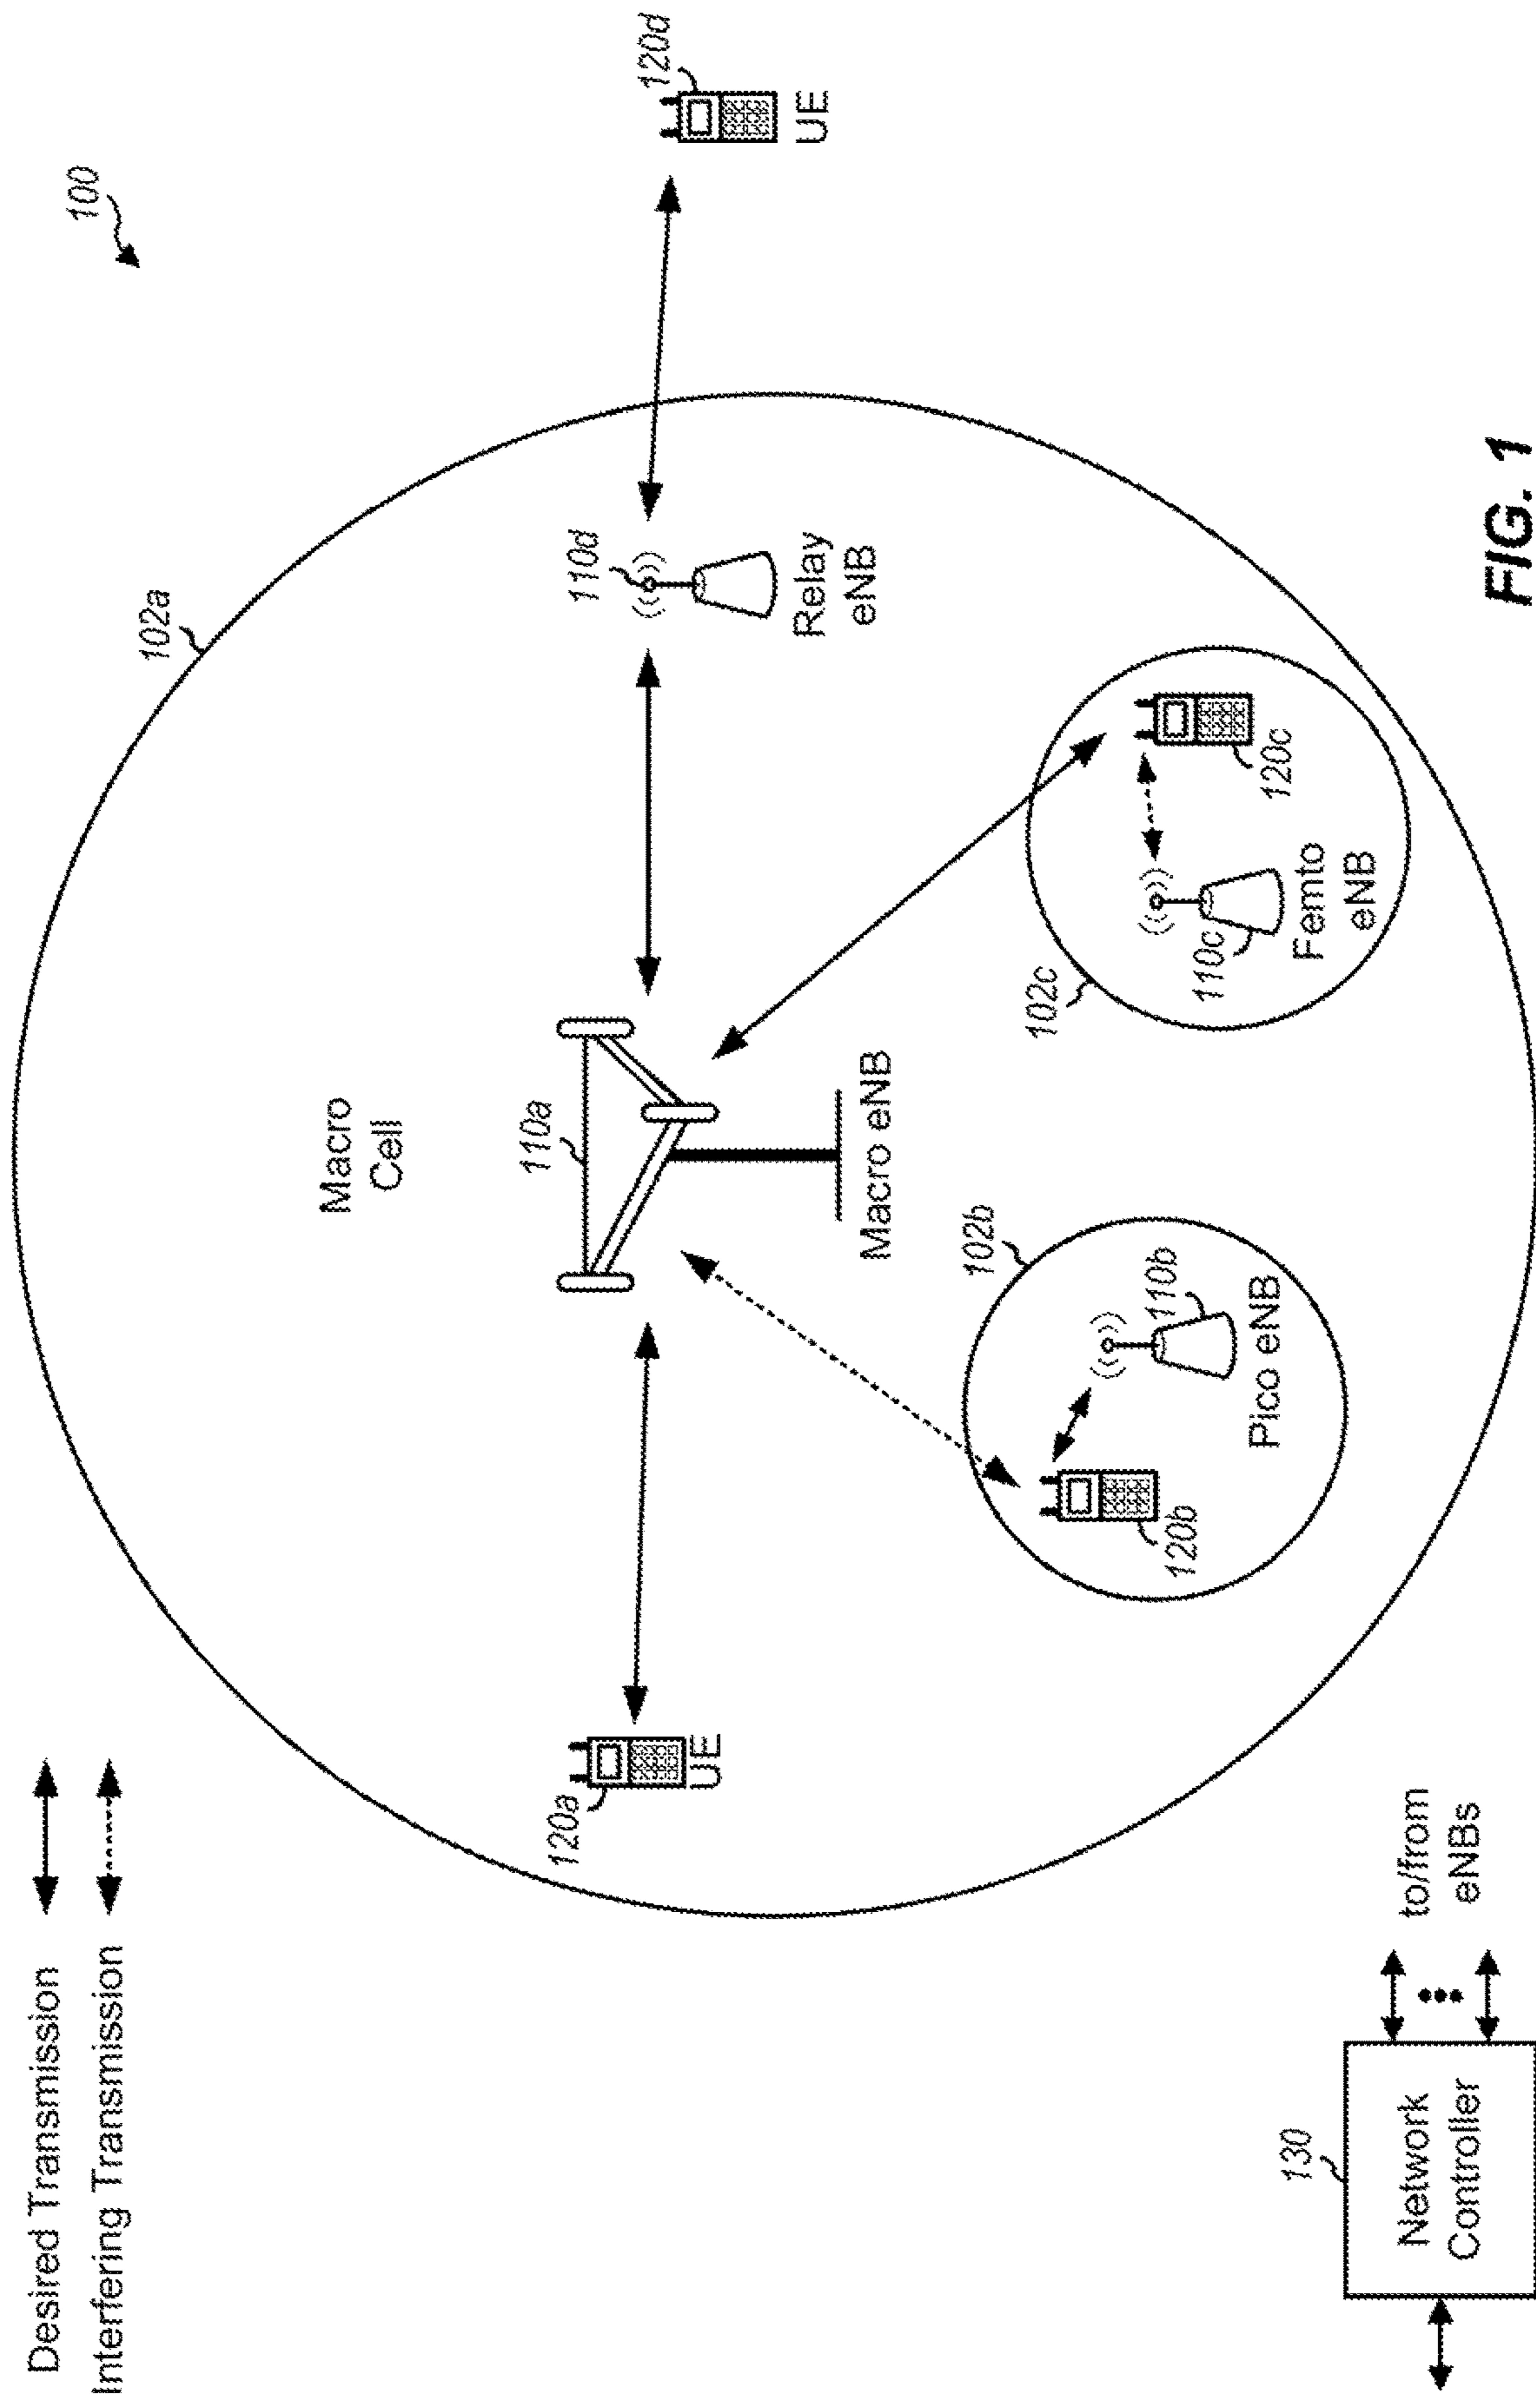 Desired Transmission
Interfering Transmission
100
102a
Macro
Cell
110a
110d
120a
UE
120d
UE
Relay
eNB
Macro eNB
102b
102c
120b
110b
Pico eNB
110c
120c
Femto
eNB
130
Network
Controller
to/from
eNBs
FIG. 1